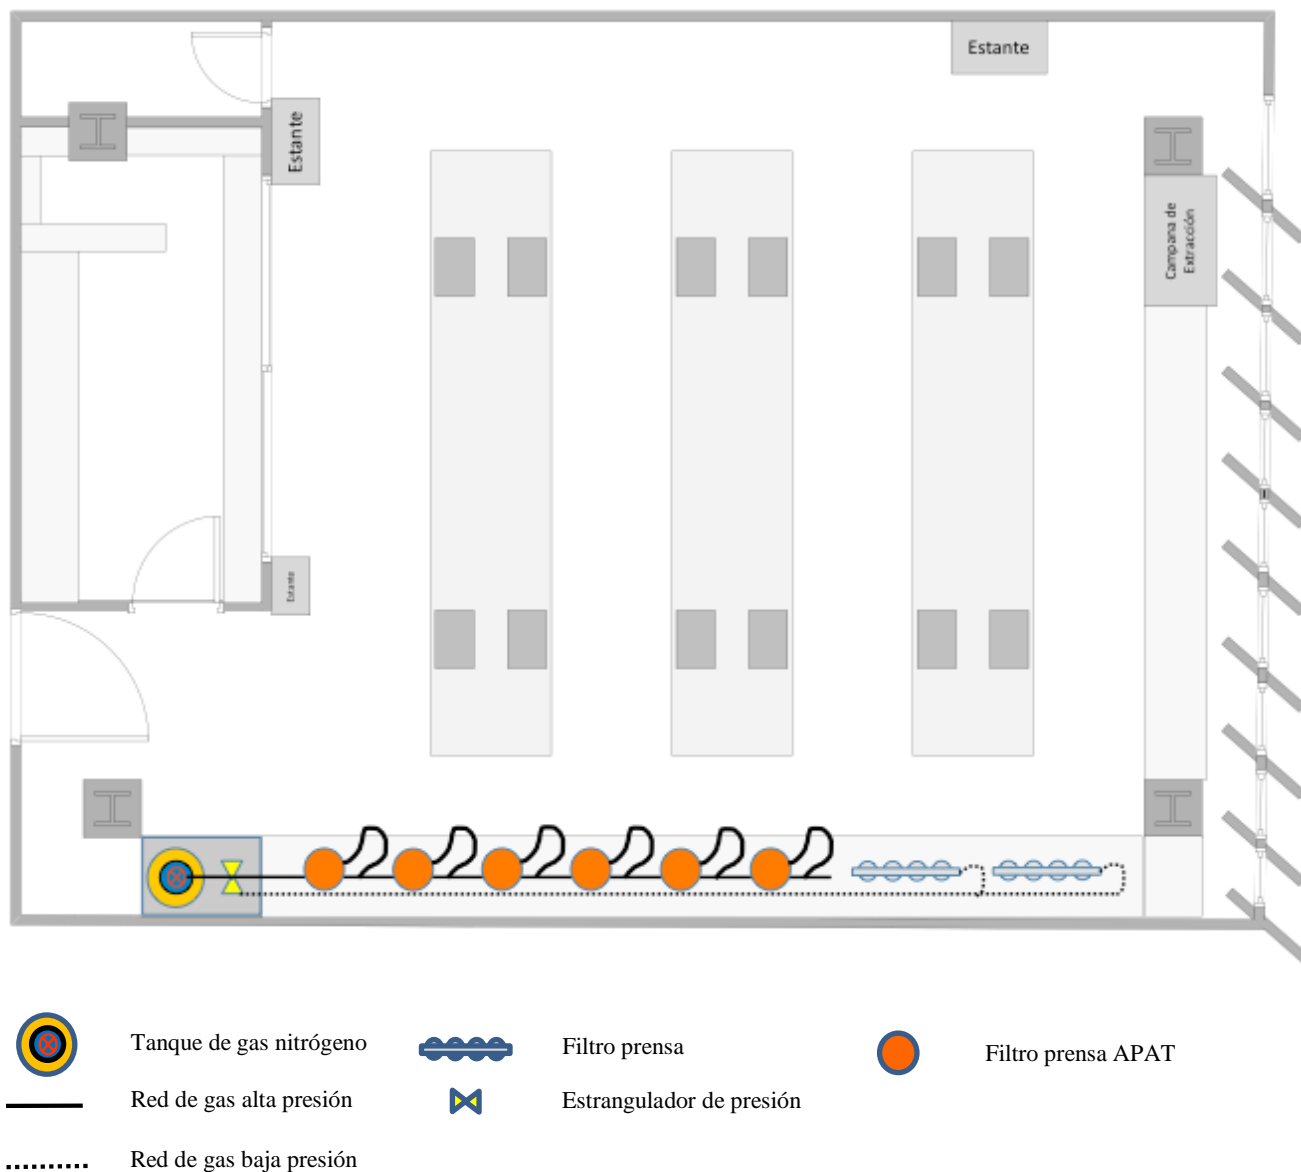 Estante
Estante
Campana de
Extracción
Estante
Tanque de gas nitrógeno
Filtro prensa
Filtro prensa APAT
Red de gas alta presión
Estrangulador de presión
Red de gas baja presión